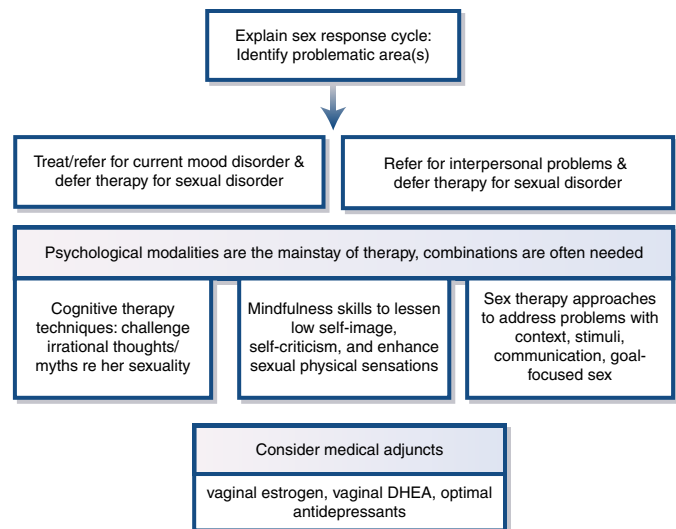 Explain sex response cycle:
Identify problematic area(s)
Treat/refer for current mood disorder &
defer therapy for sexual disorder
Refer for interpersonal problems &
defer therapy for sexual disorder
Psychological modalities are the mainstay of therapy, combinations are often needed
Cognitive therapy
techniques: challenge
irrational thoughts/
myths re her sexuality
Mindfulness skills to lessen
low self-image,
self-criticism, and enhance
sexual physical sensations
Sex therapy approaches
to address problems with
context, stimuli,
communication, goal-
focused sex
Consider medical adjuncts
vaginal estrogen, vaginal DHEA, optimal
antidepressants